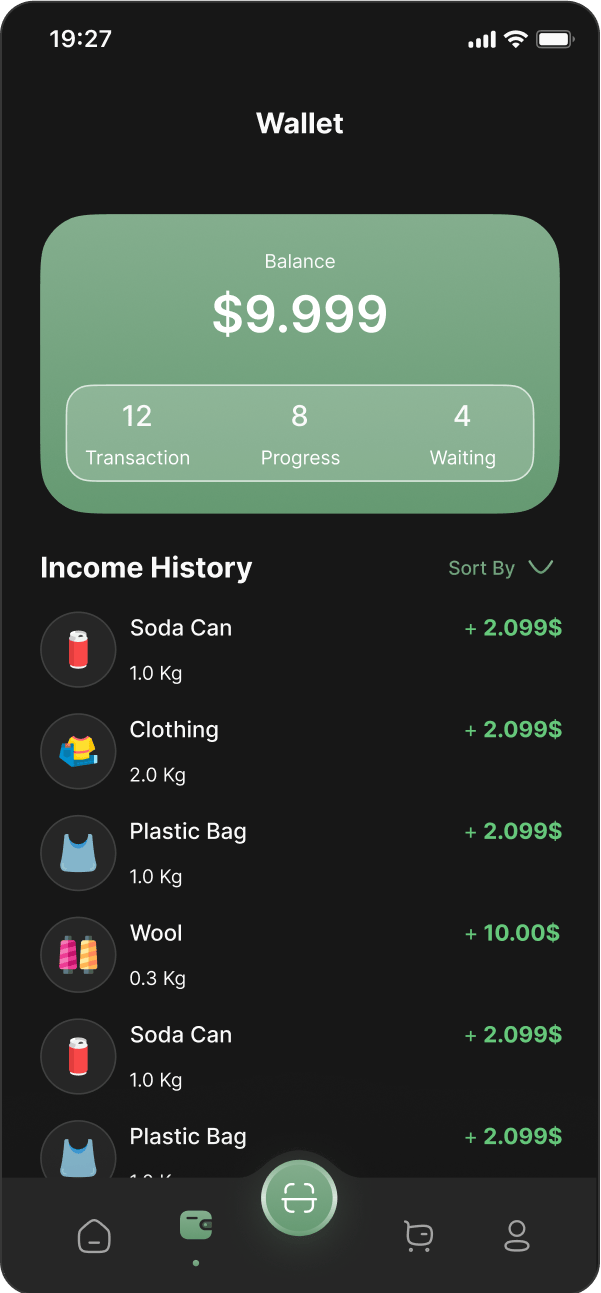 19:27
Wallet
Balance
$9.999
12 8 4
Transaction Progress Waiting
Income History Sort By
Soda Can + 2.099$
1.0 Kg
Clothing + 2.099$
2.0 Kg
Plastic Bag + 2.099$
1.0 Kg
Wool + 10.00$
0.3 Kg
Soda Can + 2.099$
1.0 Kg
Plastic Bag + 2.099$